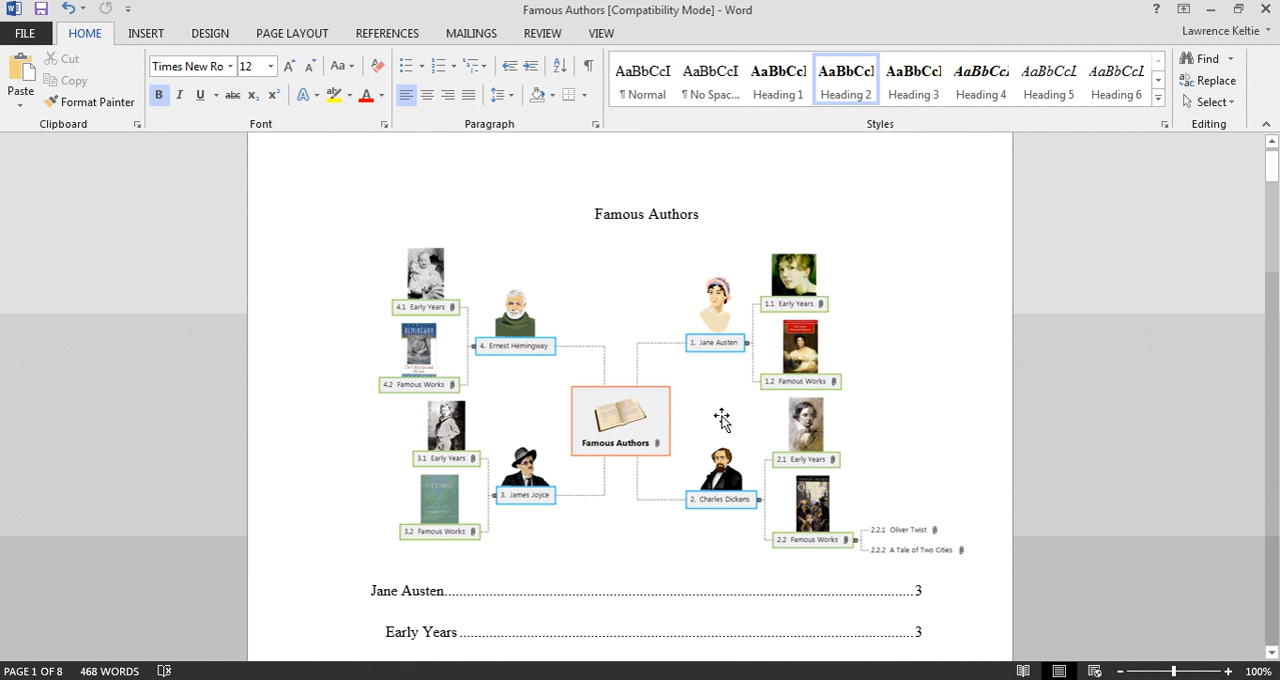 Famous Authors [Compatibility Mode] - Word
FILE HOME INSERT DESIGN PAGE LAYOUT REFERENCES MAILINGS REVIEW VIEW
Lawrence Keltie
Paste
Cut
Copy
Format Painter
Clipboard
Times New Ro 12
Font
Paragraph
AaBbCcI AaBbCcI AaBbCcI AaBbCcI AaBbCcI AaBbCcI AaBbCcI AaBbCcI
¶ Normal ¶ No Spac... Heading 1 Heading 2 Heading 3 Heading 4 Heading 5 Heading 6
Styles
Find
Replace
Select
Editing
Famous Authors
4.1 Early Years
4. Ernest Hemingway
4.2 Famous Works
1. Jane Austen
1.1 Early Years
1.2 Famous Works
Famous Authors
3.1 Early Years
3. James Joyce
ULYSSES
3.2 Famous Works
2. Charles Dickens
2.1 Early Years
2.2 Famous Works
2.2.1 Oliver Twist
2.2.2 A Tale of Two Cities
Jane Austen....................3
Early Years....................3
PAGE 1 OF 8 468 WORDS
100%